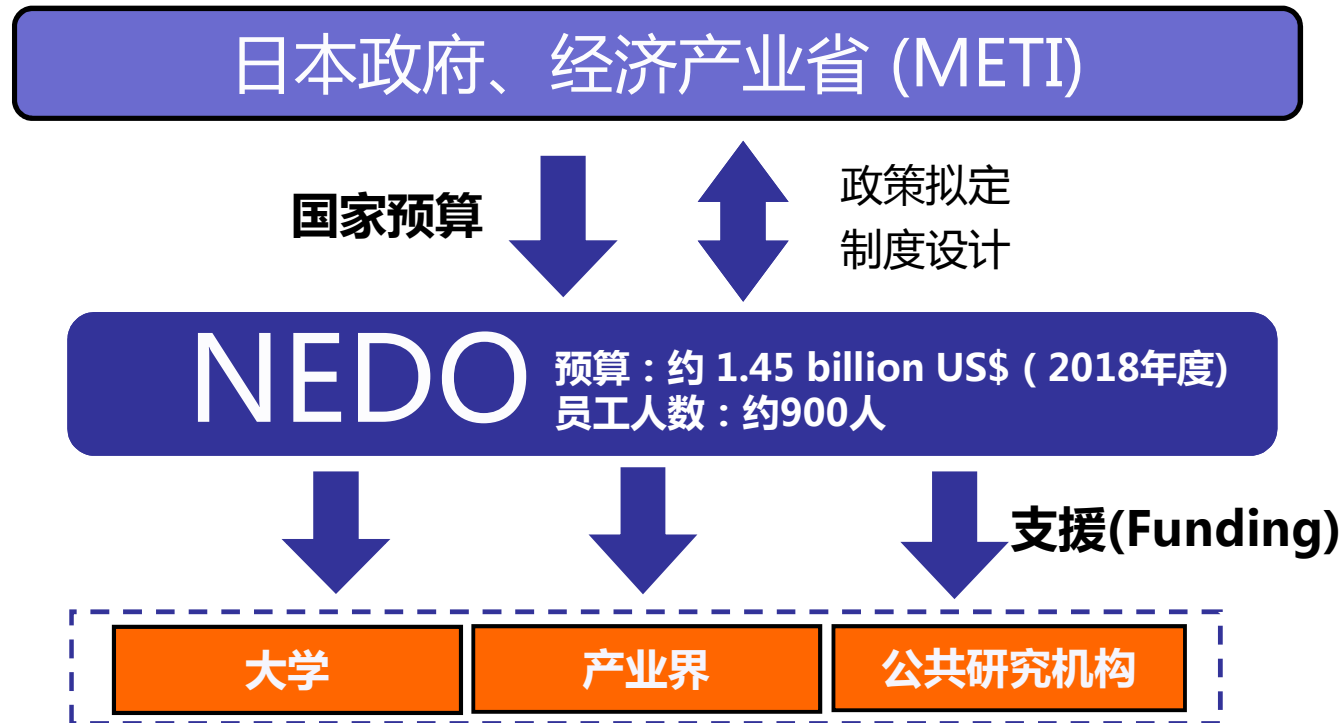 日本政府、经济产业省 (METI)
国家预算
政策拟定
制度设计
NEDO
预算：约 1.45 billion US$ ( 2018年度)
员工人数：约900人
支援(Funding)
大学
产业界
公共研究机构